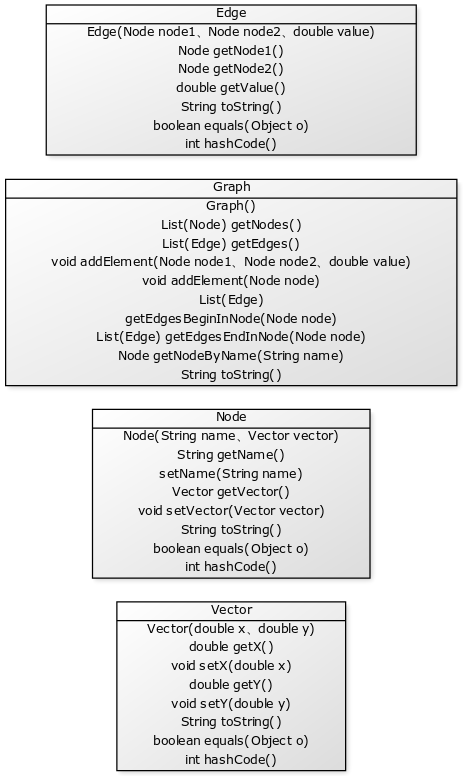 Edge
Edge(Node node1、Node node2、double value)
Node getNode1()
Node getNode2()
double getValue()
String toString()
boolean equals(Object o)
int hashCode()
Graph
Graph()
List(Node) getNodes()
List(Edge) getEdges()
void addElement(Node node1、Node node2、double value)
void addElement(Node node)
List(Edge)
getEdgesBeginInNode(Node node)
List(Edge) getEdgesEndInNode(Node node)
Node getNodeByName(String name)
String toString()
Node
Node(String name、Vector vector)
String getName()
setName(String name)
Vector getVector()
void setVector(Vector vector)
String toString()
boolean equals(Object o)
int hashCode()
Vector
Vector(double x、double y)
double getX()
void setX(double x)
double getY()
void setY(double y)
String toString()
boolean equals(Object o)
int hashCode()